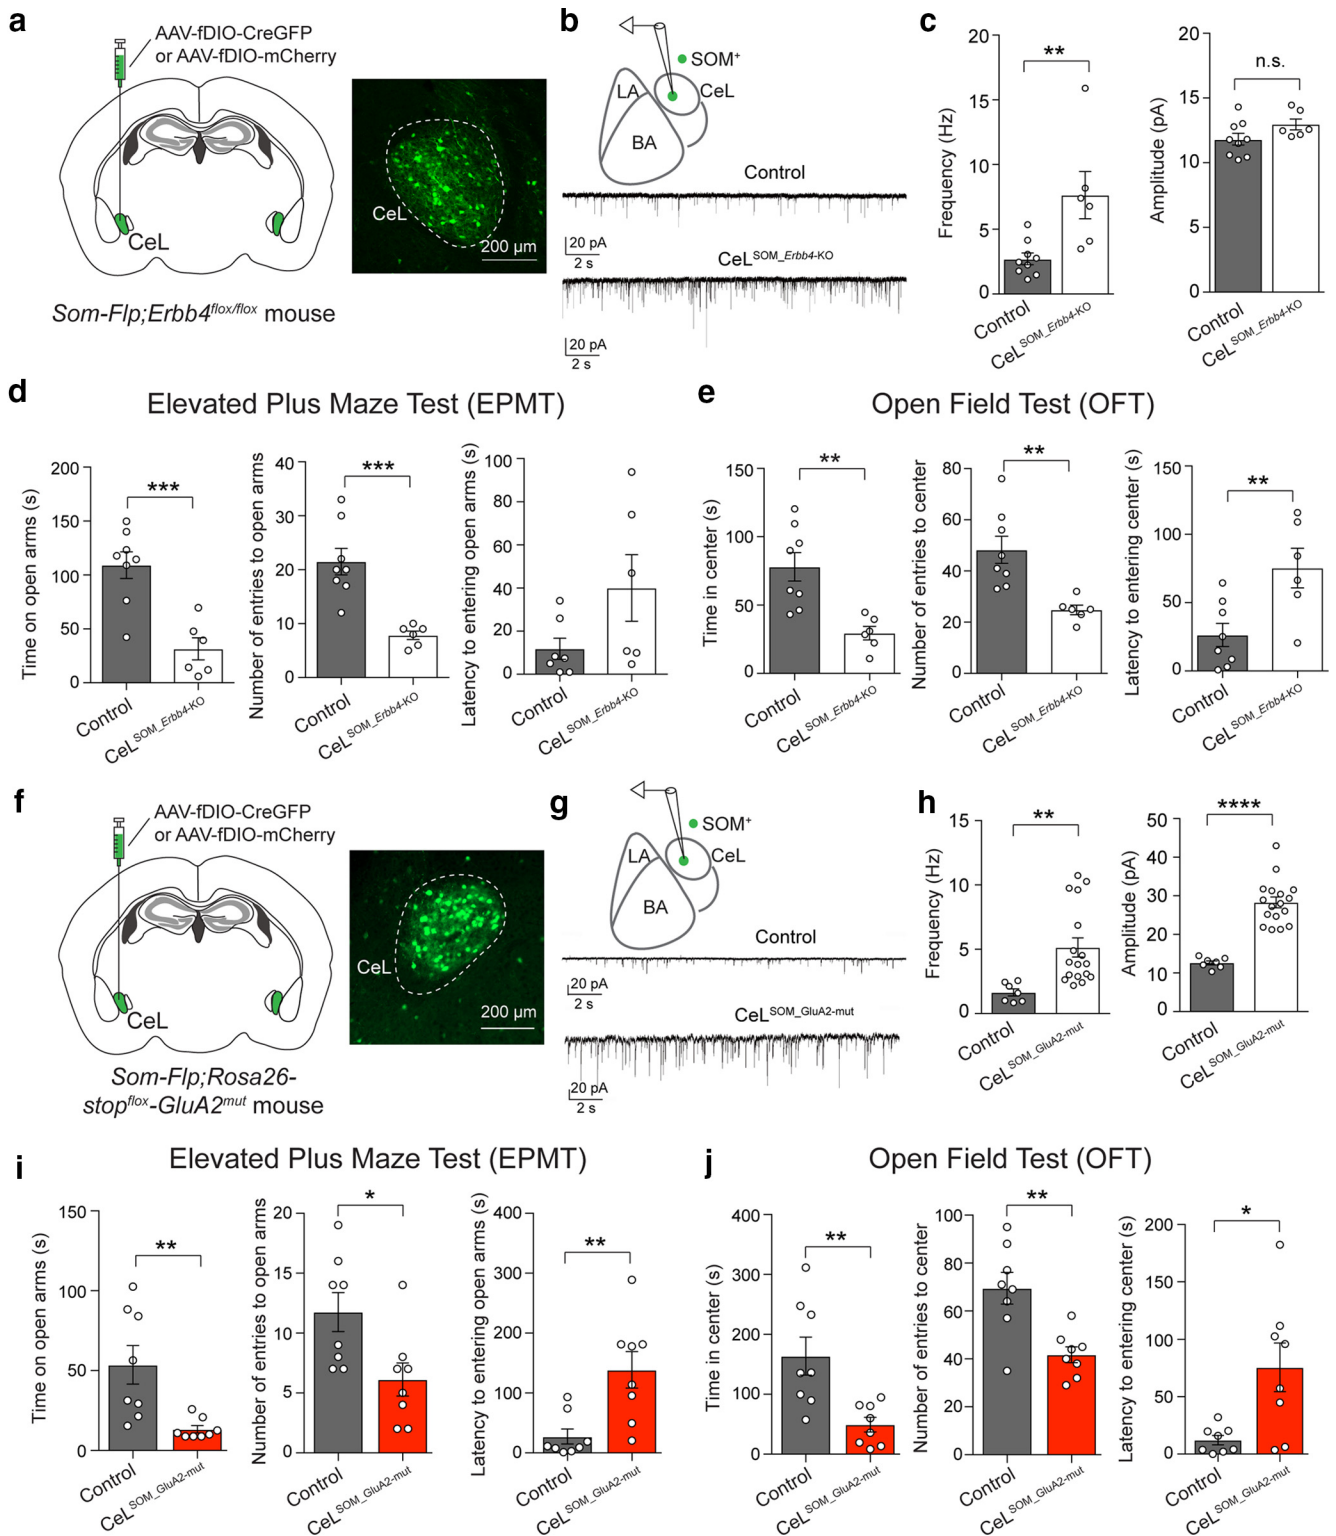 a
AAV-fDIO-CreGFP
or AAV-fDIO-mCherry
CeL
CeL
200 µm
Som-Flp;Erbb4flox/flox mouse
b
SOM+
LA
CeL
BA
Control
20 pA
2 s
CeLSOM_Erbb4-KO
20 pA
2 s
c
Frequency (Hz)
20
15
10
5
0
**
Control
CeLSOM_Erbb4-KO
Amplitude (pA)
20
15
10
5
0
n.s.
Control
CeLSOM_Erbb4-KO
d
Elevated Plus Maze Test (EPMT)
Time on open arms (s)
200
150
100
50
0
***
Control
CeLSOM_Erbb4-KO
Number of entries to open arms
40
30
20
10
0
***
Control
CeLSOM_Erbb4-KO
Latency to entering open arms (s)
100
80
60
40
20
0
Control
CeLSOM_Erbb4-KO
e
Open Field Test (OFT)
Time in center (s)
150
100
50
0
**
Control
CeLSOM_Erbb4-KO
Number of entries to center
80
60
40
20
0
**
Control
CeLSOM_Erbb4-KO
Latency to entering center (s)
150
100
50
0
**
Control
CeLSOM_Erbb4-KO
f
AAV-fDIO-CreGFP
or AAV-fDIO-mCherry
CeL
CeL
200 µm
Som-Flp;Rosa26-
stopflox-GluA2mut mouse
g
SOM+
LA
CeL
BA
Control
20 pA
2 s
CeLSOM_GluA2-mut
20 pA
2 s
h
Frequency (Hz)
15
10
5
0
**
Control
CeLSOM_GluA2-mut
Amplitude (pA)
50
40
30
20
10
0
****
Control
CeLSOM_GluA2-mut
i
Elevated Plus Maze Test (EPMT)
Time on open arms (s)
150
100
50
0
**
Control
CeLSOM_GluA2-mut
Number of entries to open arms
20
15
10
5
0
*
Control
CeLSOM_GluA2-mut
Latency to entering open arms (s)
400
300
200
100
0
**
Control
CeLSOM_GluA2-mut
j
Open Field Test (OFT)
Time in center (s)
400
300
200
100
0
**
Control
CeLSOM_GluA2-mut
Number of entries to center
100
80
60
40
20
0
**
Control
CeLSOM_GluA2-mut
Latency to entering center (s)
200
150
100
50
0
*
Control
CeLSOM_GluA2-mut